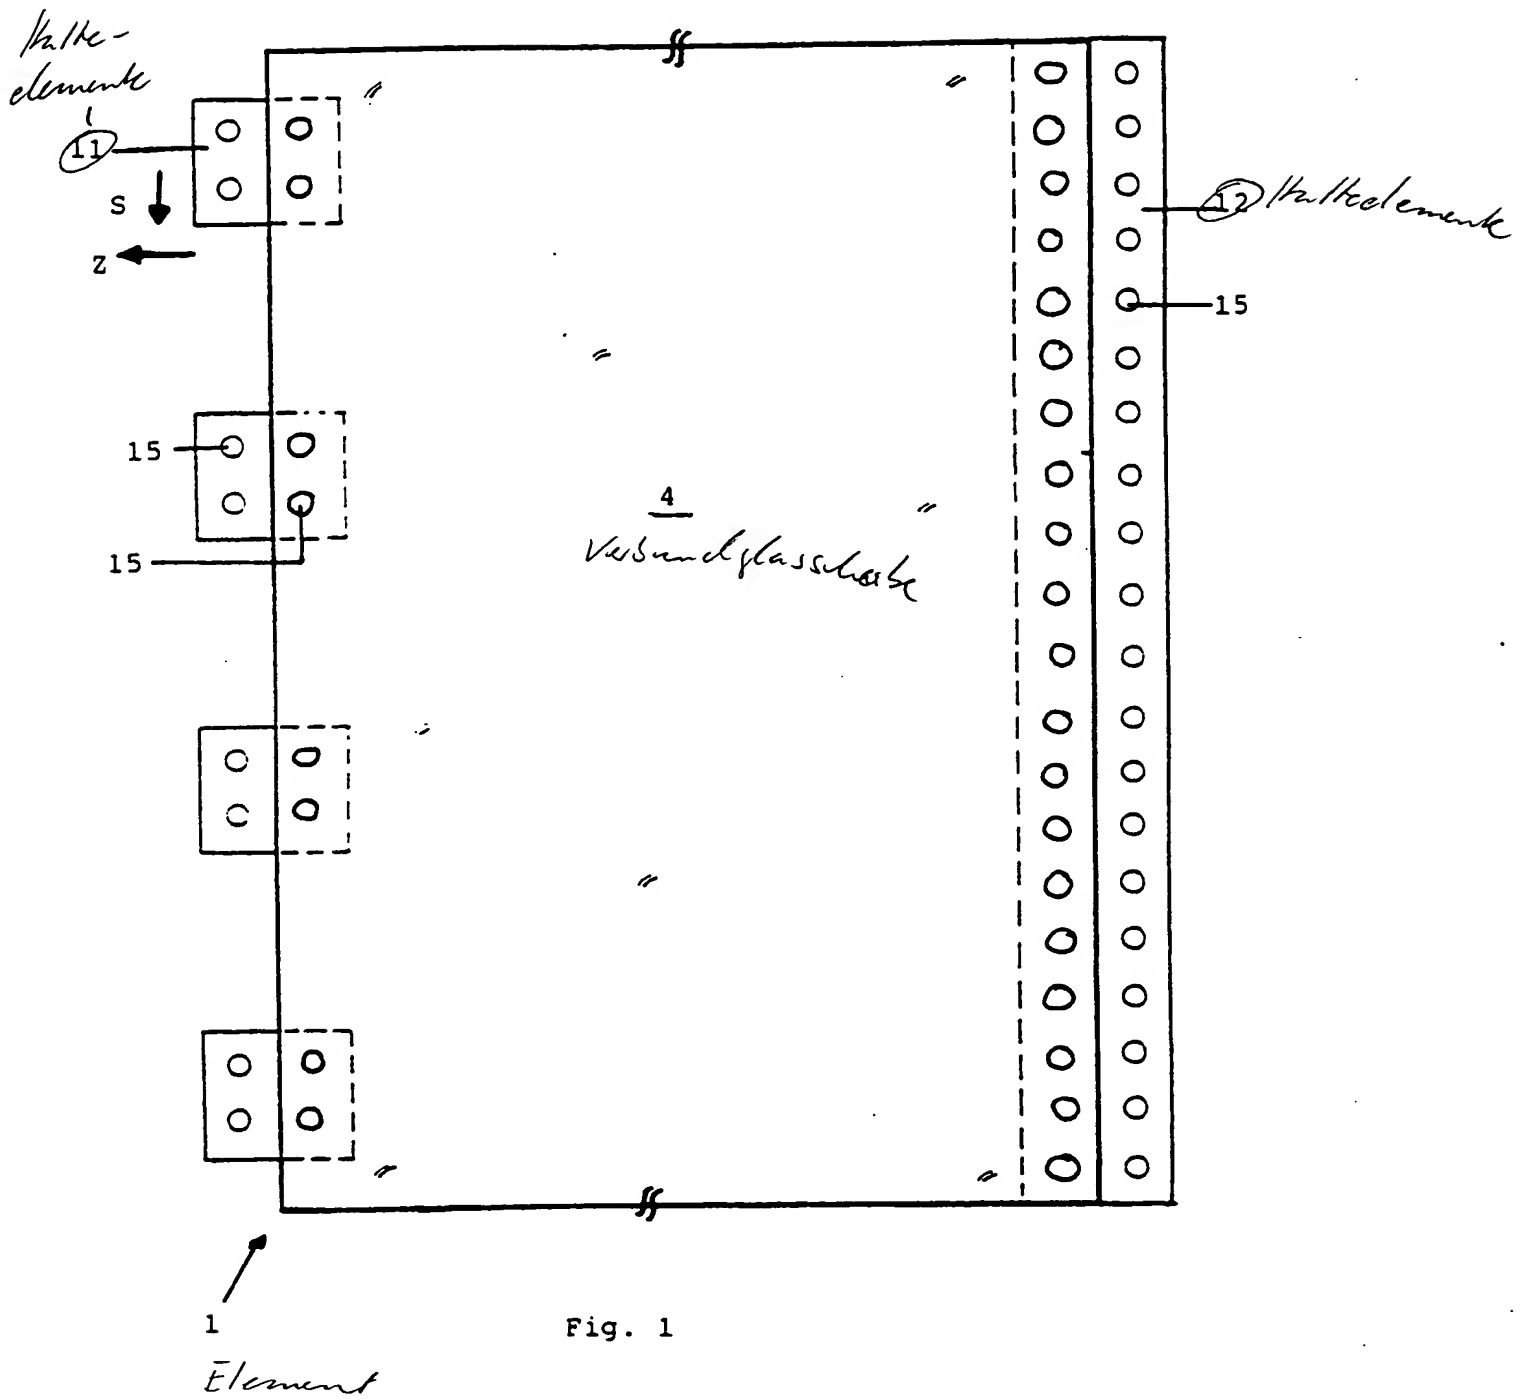 Halte-
elemente
11
S
Z
12 Halteelemente
15
15
15
4
Verbundglasscheibe
1
Fig. 1
Element